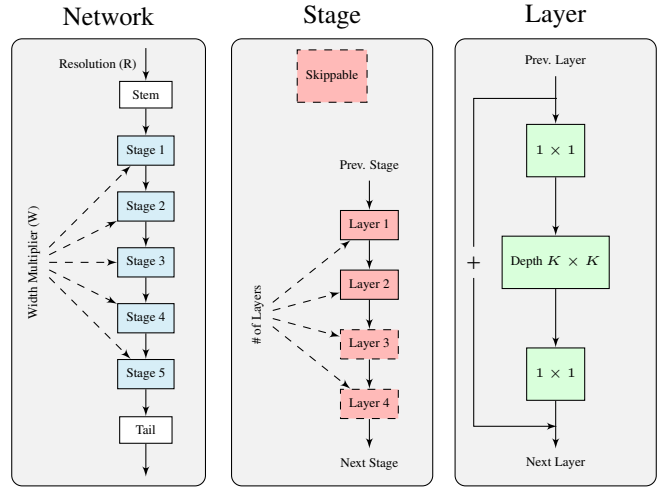 Network
Resolution (R)
Stem
Stage 1
Stage 2
Stage 3
Stage 4
Stage 5
Tail
Width Multiplier (W)
Stage
Skippable
Prev. Stage
Layer 1
Layer 2
Layer 3
Layer 4
# of Layers
Next Stage
Layer
Prev. Layer
1 × 1
+
Depth K × K
1 × 1
Next Layer